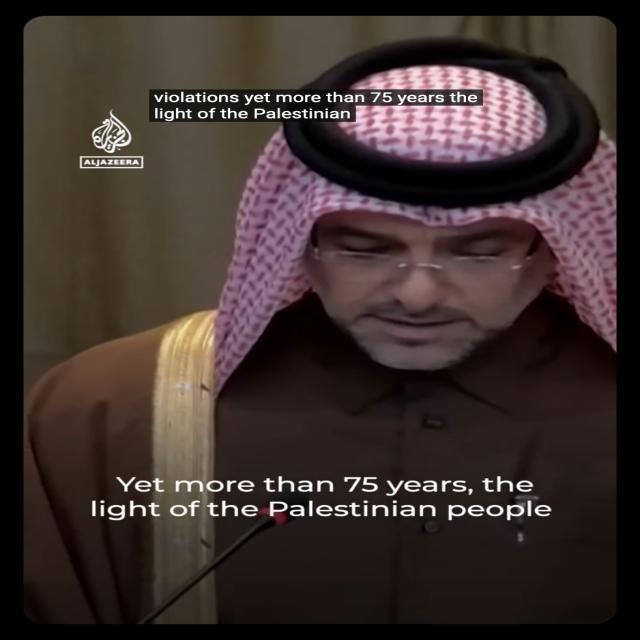 violations yet more than 75 years the
light of the Palestinian
ALJAZEERA
Yet more than 75 years, the
light of the Palestinian people